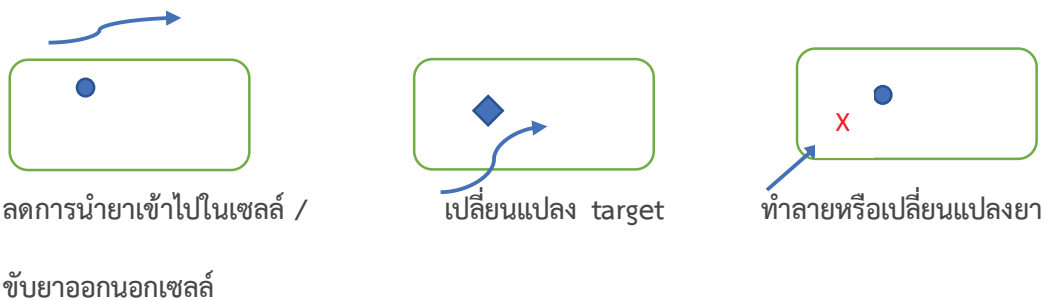 X
ลดการนำยาเข้าไปในเซลล์ / เปลี่ยนแปลง target ทำลายหรือเปลี่ยนแปลงยา
ขับยาออกนอกเซลล์